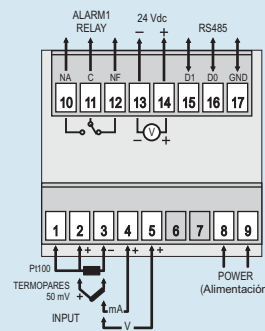 ALARM1
RELAY
24 Vdc
RS485
− +
NA C NF D1 D0 GND
10 11 12 13 14 15 16 17
− V +
1 2 3 4 5 6 7 8 9
+ − + +
Pt100
TERMOPARES
50 mV
+ −
mA
V
INPUT
POWER
(Alimentación